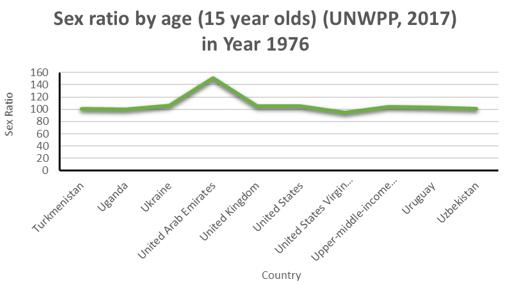 Sex ratio by age (15 year olds) (UNWPP, 2017)
in Year 1976
Sex Ratio
160
140
120
100
80
60
40
20
0
Turkmenistan
Uganda
Ukraine
United Arab Emirates
United Kingdom
United States
United States Virgin...
Upper-middle-income...
Uruguay
Uzbekistan
Country